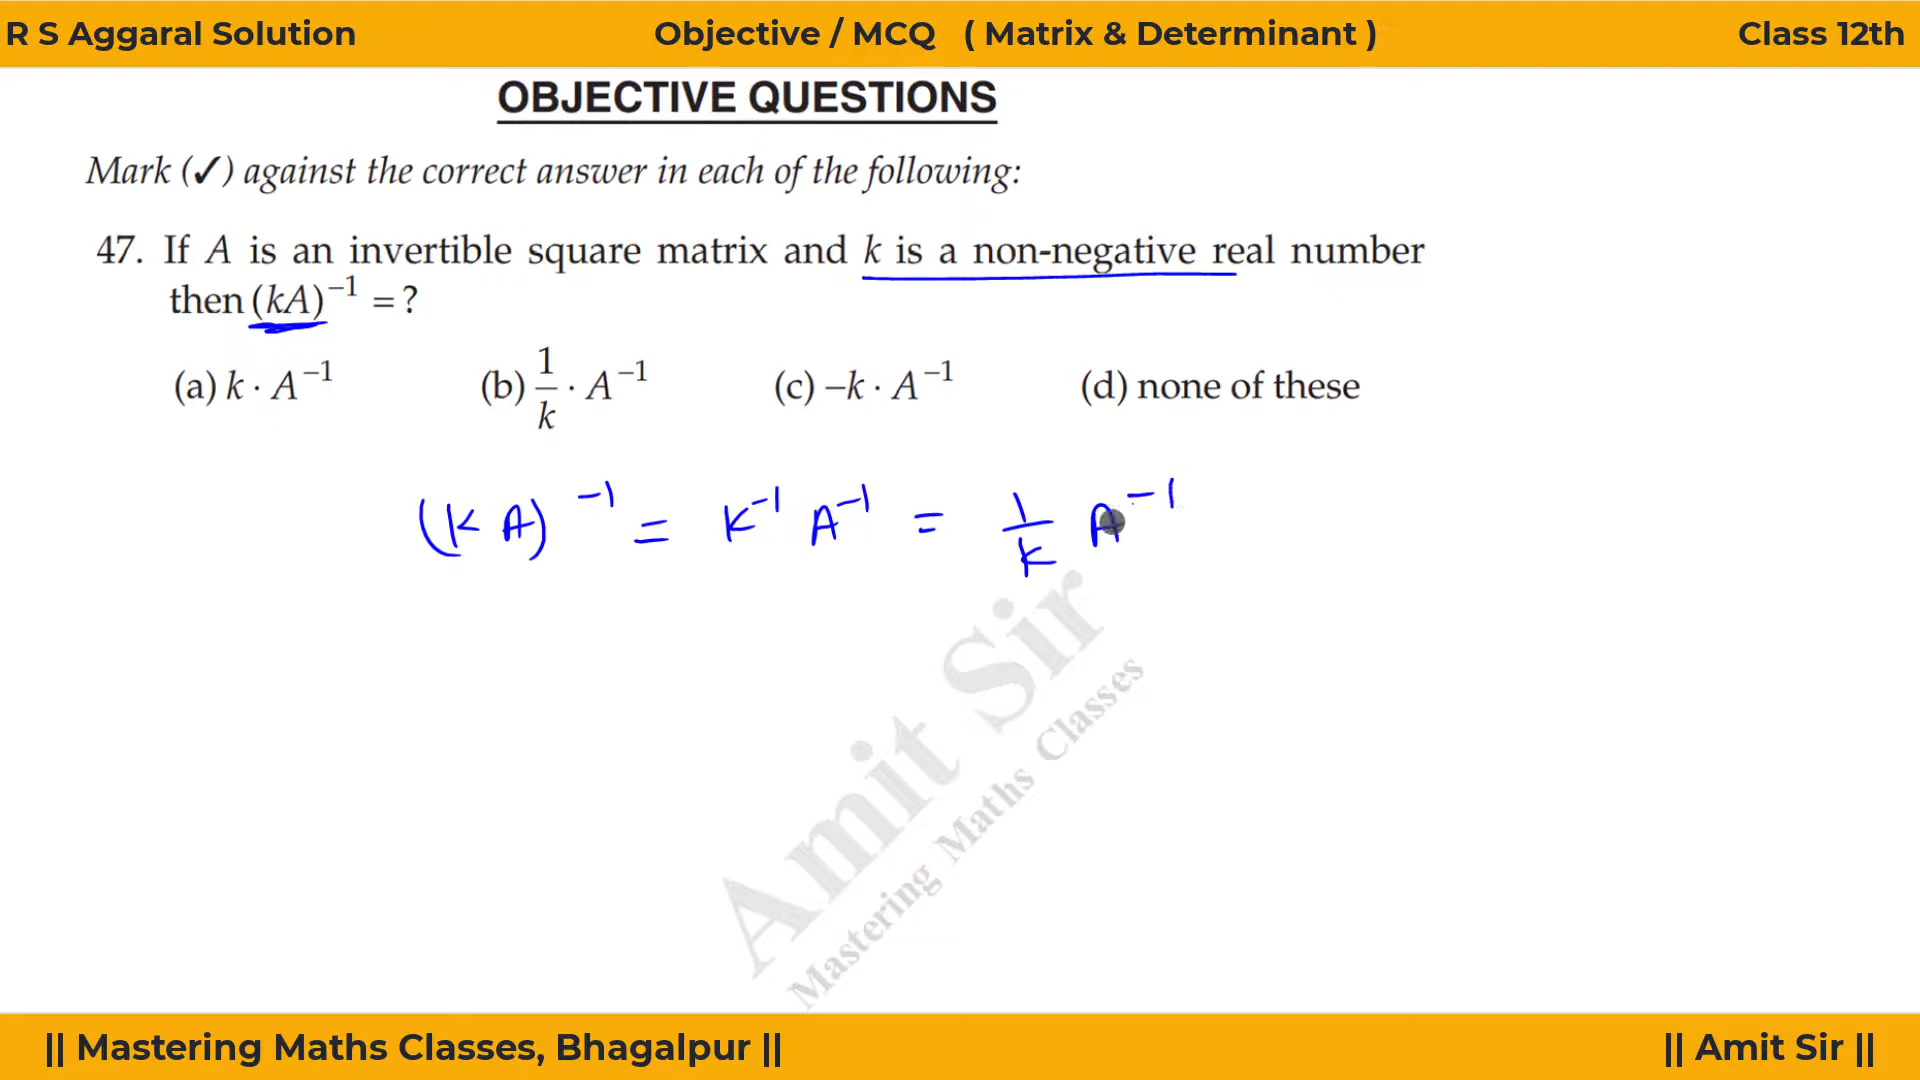 R S Aggaral Solution Objective / MCQ ( Matrix & Determinant ) Class 12th
OBJECTIVE QUESTIONS
Mark (✓) against the correct answer in each of the following:
47. If A is an invertible square matrix and k is a non-negative real number
then (kA)⁻¹ = ?
(a) k · A⁻¹ (b) 1/k · A⁻¹ (c) –k · A⁻¹ (d) none of these
(K A)⁻¹ = K⁻¹ A⁻¹ = 1/K A⁻¹
Amit Sir
Mastering Maths Classes
|| Mastering Maths Classes, Bhagalpur || || Amit Sir ||